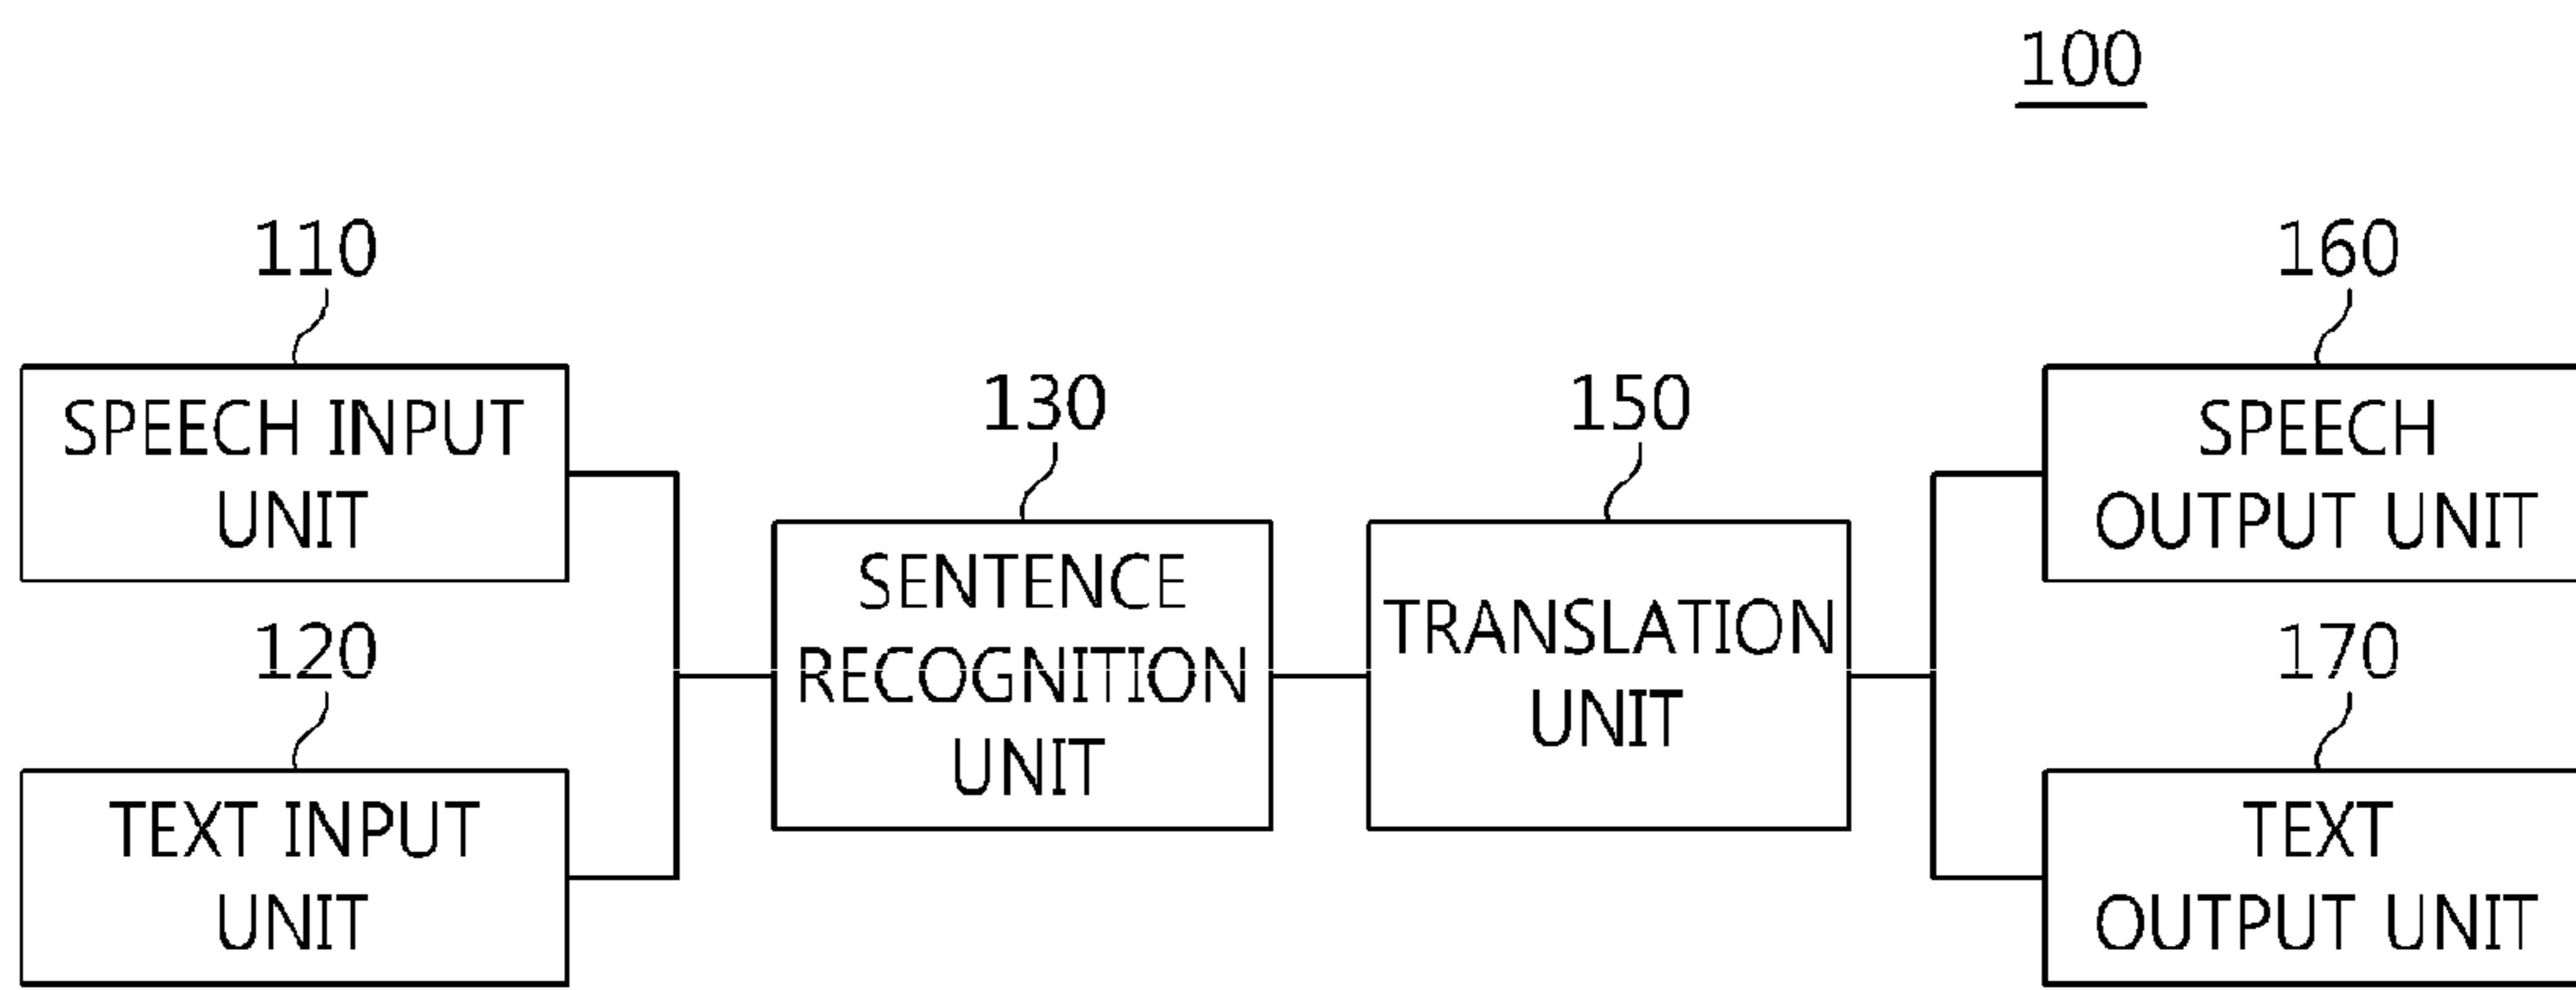 100
110
SPEECH INPUT
UNIT
120
TEXT INPUT
UNIT
130
SENTENCE
RECOGNITION
UNIT
150
TRANSLATION
UNIT
160
SPEECH
OUTPUT UNIT
170
TEXT
OUTPUT UNIT